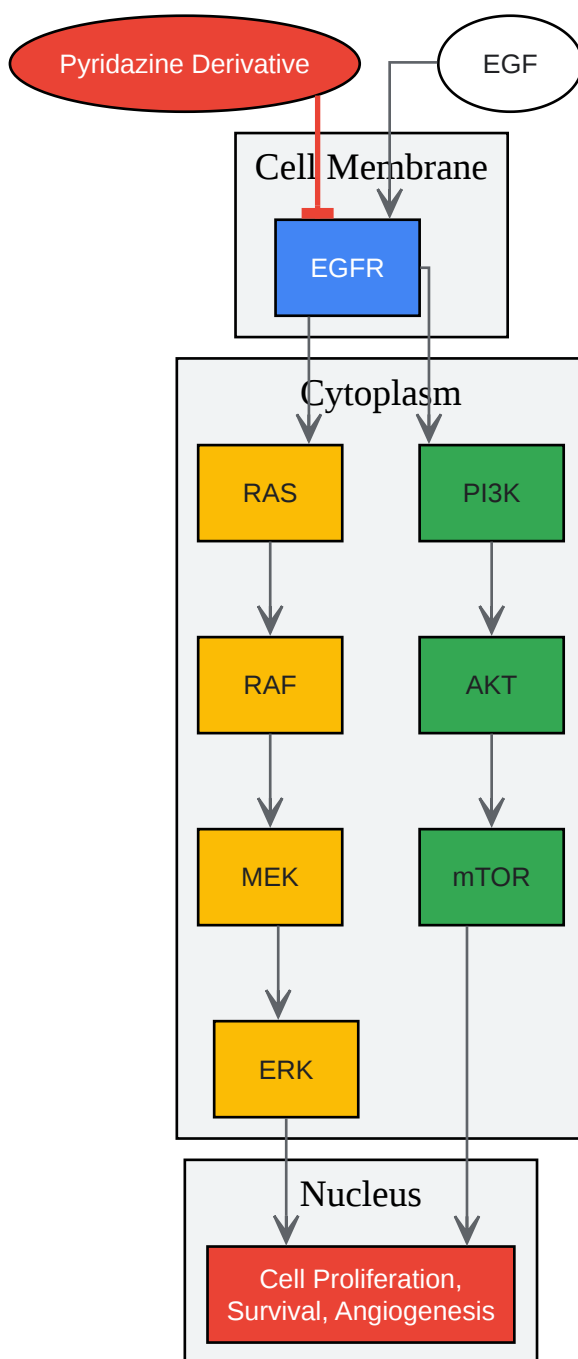 Pyridazine Derivative
EGF
Cell Membrane
EGFR
Cytoplasm
RAS
PI3K
RAF
AKT
MEK
mTOR
ERK
Nucleus
Cell Proliferation,
Survival, Angiogenesis